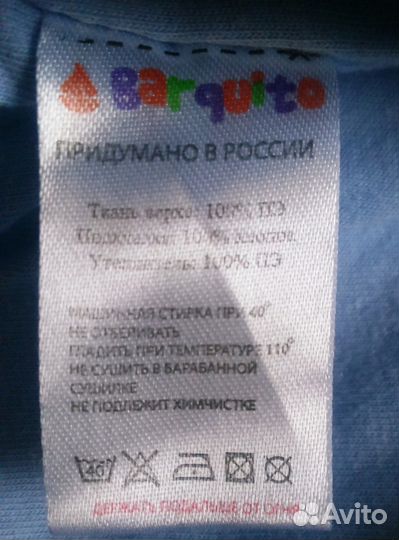 Barquito
ПРИДУМАНО В РОССИИ
Ткань верха: 100% ПЭ
Подкладка: 100% хлопок
Утеплитель: 100% ПЭ
МАШИННАЯ СТИРКА ПРИ 40°
НЕ ОТБЕЛИВАТЬ
ГЛАДИТЬ ПРИ ТЕМПЕРАТУРЕ 110°
НЕ СУШИТЬ В БАРАБАННОЙ
СУШИЛКЕ
НЕ ПОДЛЕЖИТ ХИМЧИСТКЕ
40°
ДЕРЖАТЬ ПОДАЛЬШЕ ОТ ОГНЯ
Avito